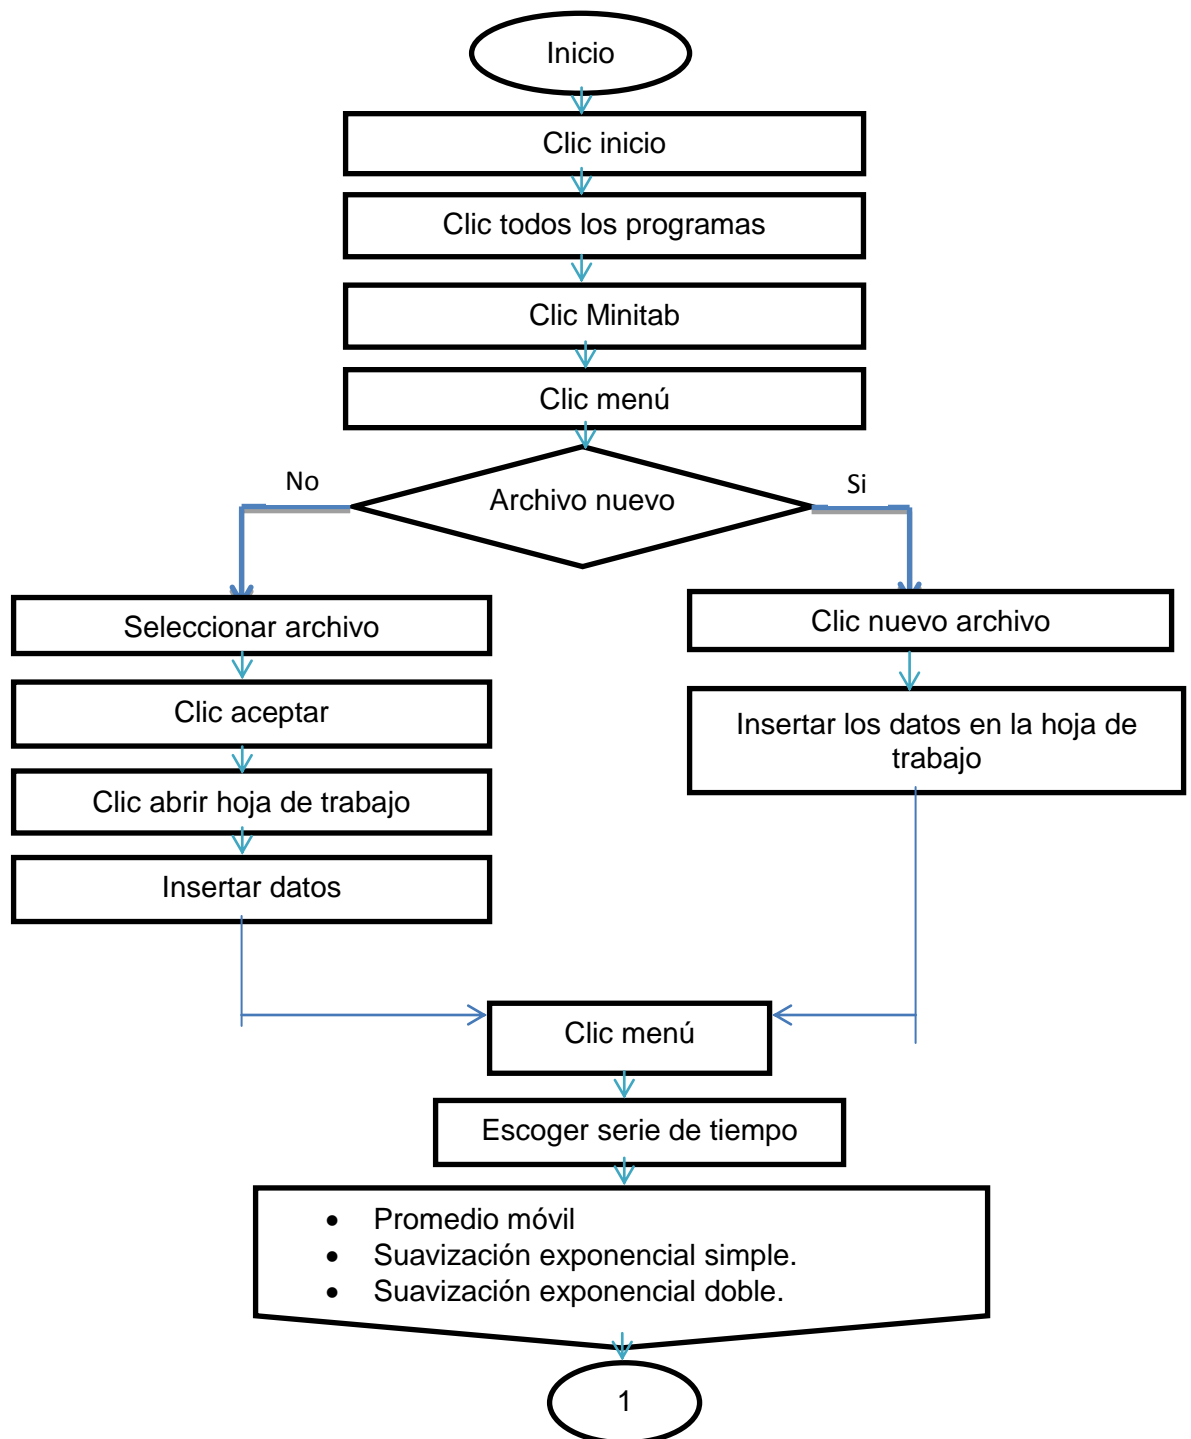 Inicio
Clic inicio
Clic todos los programas
Clic Minitab
Clic menú
No
Archivo nuevo
Si
Seleccionar archivo
Clic aceptar
Clic abrir hoja de trabajo
Insertar datos
Clic nuevo archivo
Insertar los datos en la hoja de
trabajo
Clic menú
Escoger serie de tiempo
• Promedio móvil
• Suavización exponencial simple.
• Suavización exponencial doble.
1